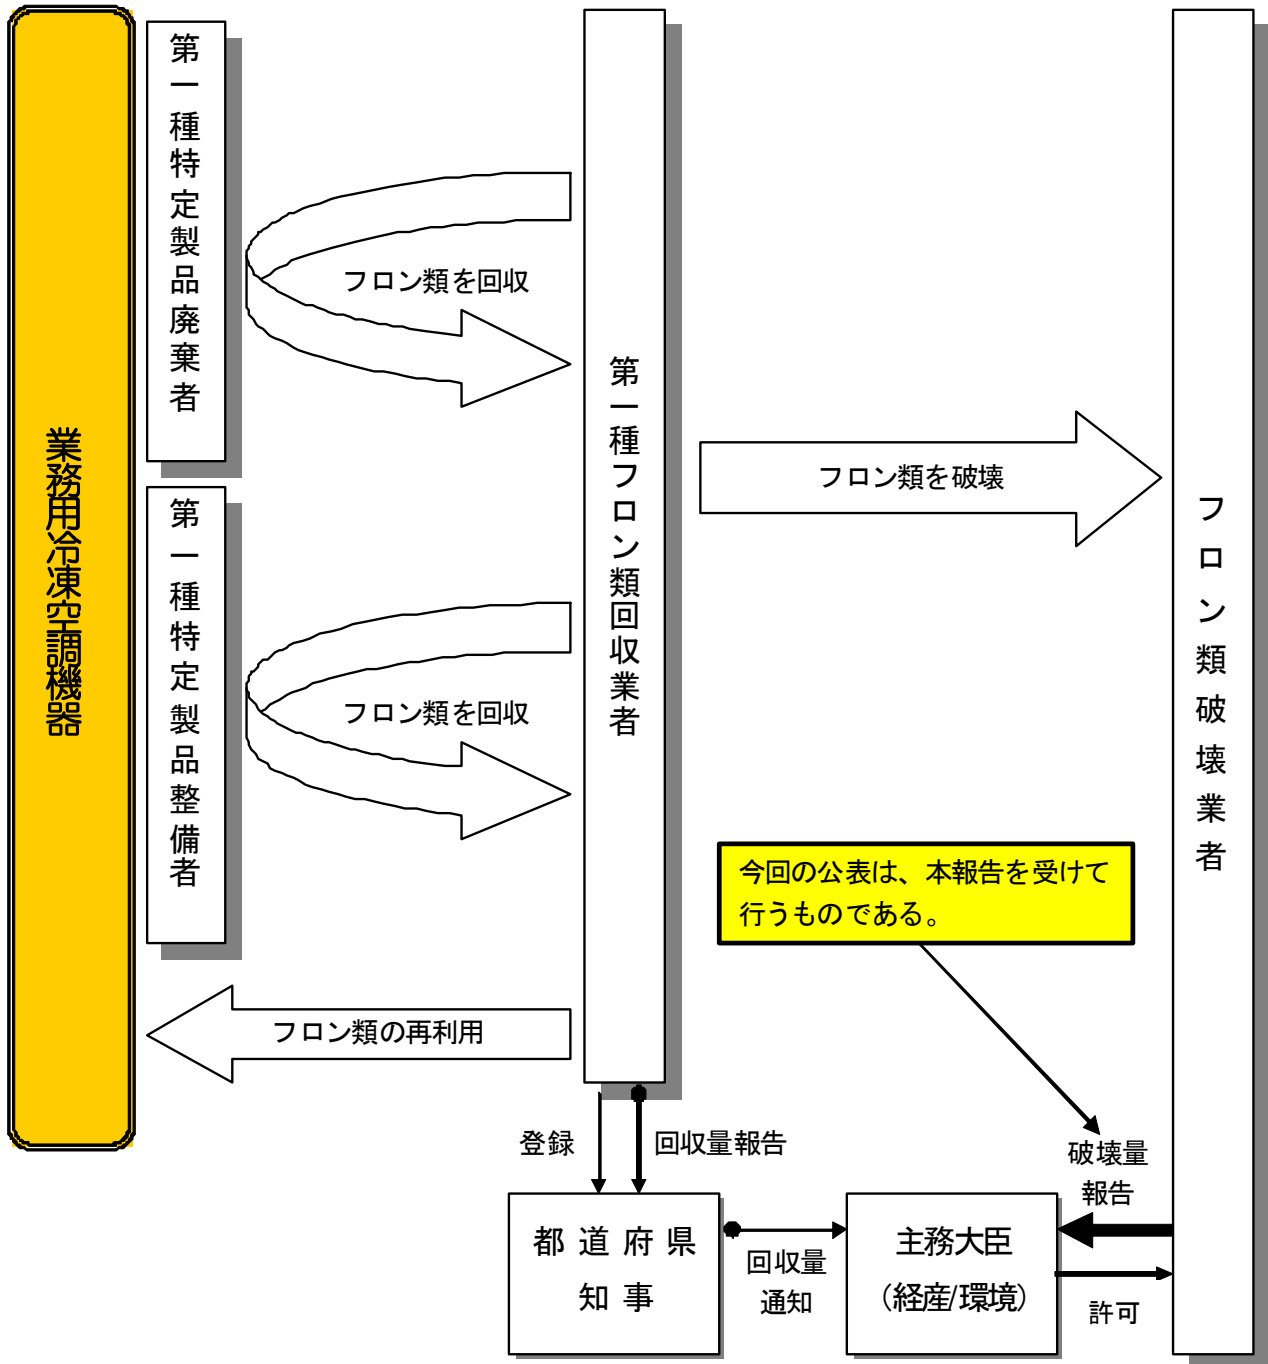 業務用冷凍空調機器
第一種特定製品廃棄者
第一種特定製品整備者
フロン類を回収
フロン類を回収
フロン類の再利用
第一種フロン類回収業者
フロン類を破壊
フロン類破壊業者
今回の公表は、本報告を受けて
行うものである。
登録
回収量報告
破壊量
報告
都道府県
知事
回収量
通知
主務大臣
（経産/環境）
許可